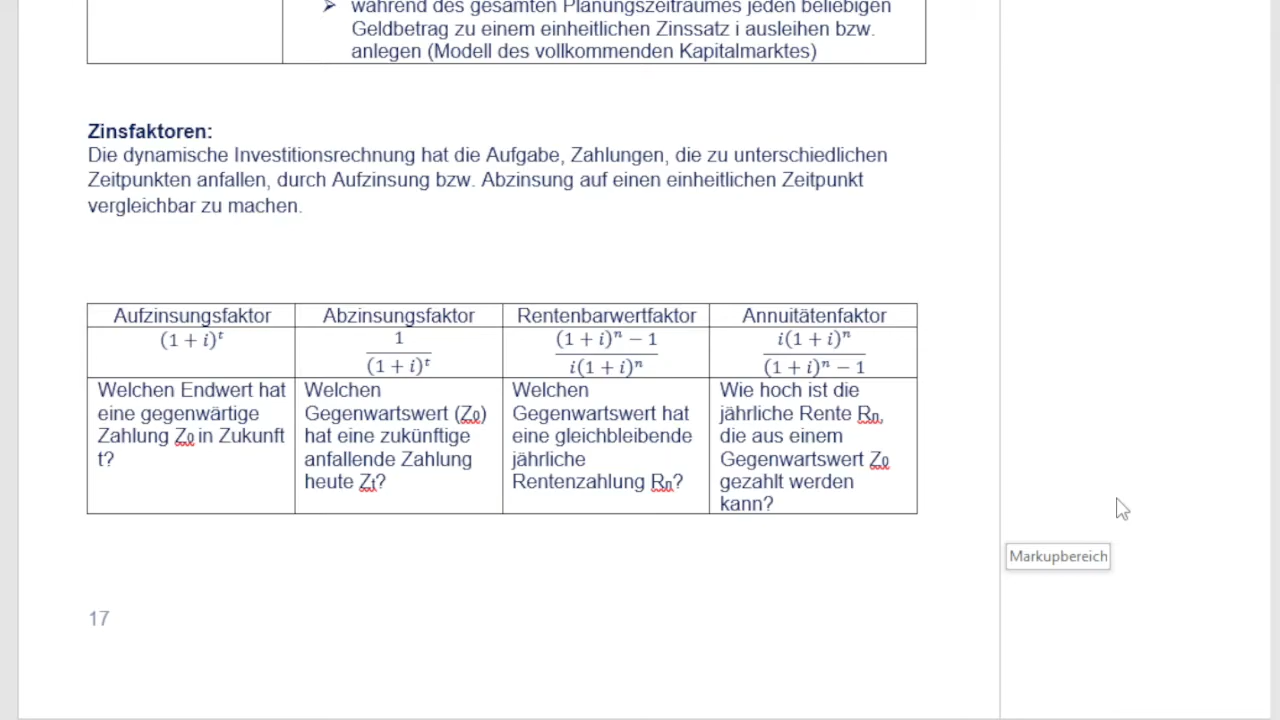 ➢ während des gesamten Planungszeitraumes jeden beliebigen
Geldbetrag zu einem einheitlichen Zinssatz i ausleihen bzw.
anlegen (Modell des vollkommenden Kapitalmarktes)
Zinsfaktoren:
Die dynamische Investitionsrechnung hat die Aufgabe, Zahlungen, die zu unterschiedlichen
Zeitpunkten anfallen, durch Aufzinsung bzw. Abzinsung auf einen einheitlichen Zeitpunkt
vergleichbar zu machen.
Aufzinsungsfaktor
(1 + i)^t
Welchen Endwert hat
eine gegenwärtige
Zahlung Z₀ in Zukunft
t?
Abzinsungsfaktor
1
(1 + i)^t
Welchen
Gegenwartswert (Z₀)
hat eine zukünftige
anfallende Zahlung
heute Zₜ?
Rentenbarwertfaktor
(1 + i)^n − 1
i(1 + i)^n
Welchen
Gegenwartswert hat
eine gleichbleibende
jährliche
Rentenzahlung Rₙ?
Annuitätenfaktor
i(1 + i)^n
(1 + i)^n − 1
Wie hoch ist die
jährliche Rente Rₙ,
die aus einem
Gegenwartswert Z₀
gezahlt werden
kann?
Markupbereich
17